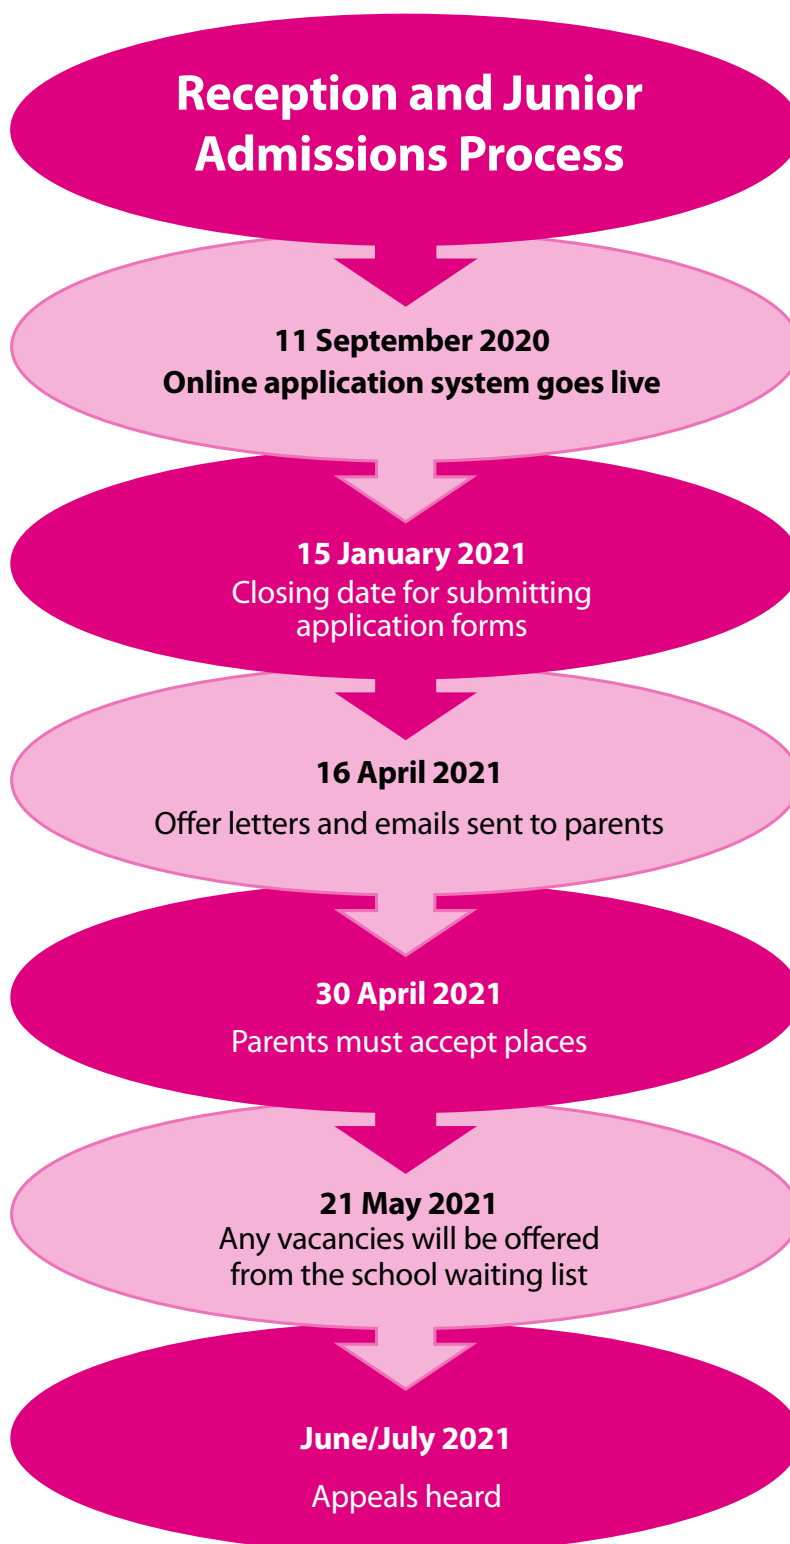 Reception and Junior
Admissions Process
11 September 2020
Online application system goes live
15 January 2021
Closing date for submitting
application forms
16 April 2021
Offer letters and emails sent to parents
30 April 2021
Parents must accept places
21 May 2021
Any vacancies will be offered
from the school waiting list
June/July 2021
Appeals heard